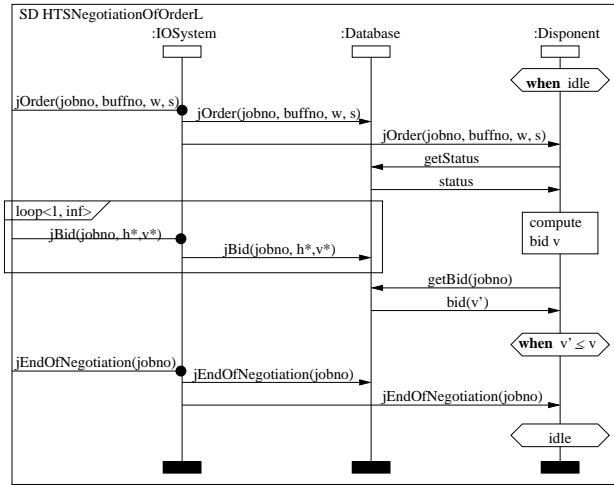 SD HTSNegotiationOfOrderL
:IOSystem
:Database
:Disponent
when idle
jOrder(jobno, buffno, w, s)
jOrder(jobno, buffno, w, s)
jOrder(jobno, buffno, w, s)
getStatus
status
loop<1, inf>
compute
bid v
jBid(jobno, h*,v*)
jBid(jobno, h*,v*)
getBid(jobno)
bid(v')
when v' ≤ v
jEndOfNegotiation(jobno)
jEndOfNegotiation(jobno)
jEndOfNegotiation(jobno)
idle